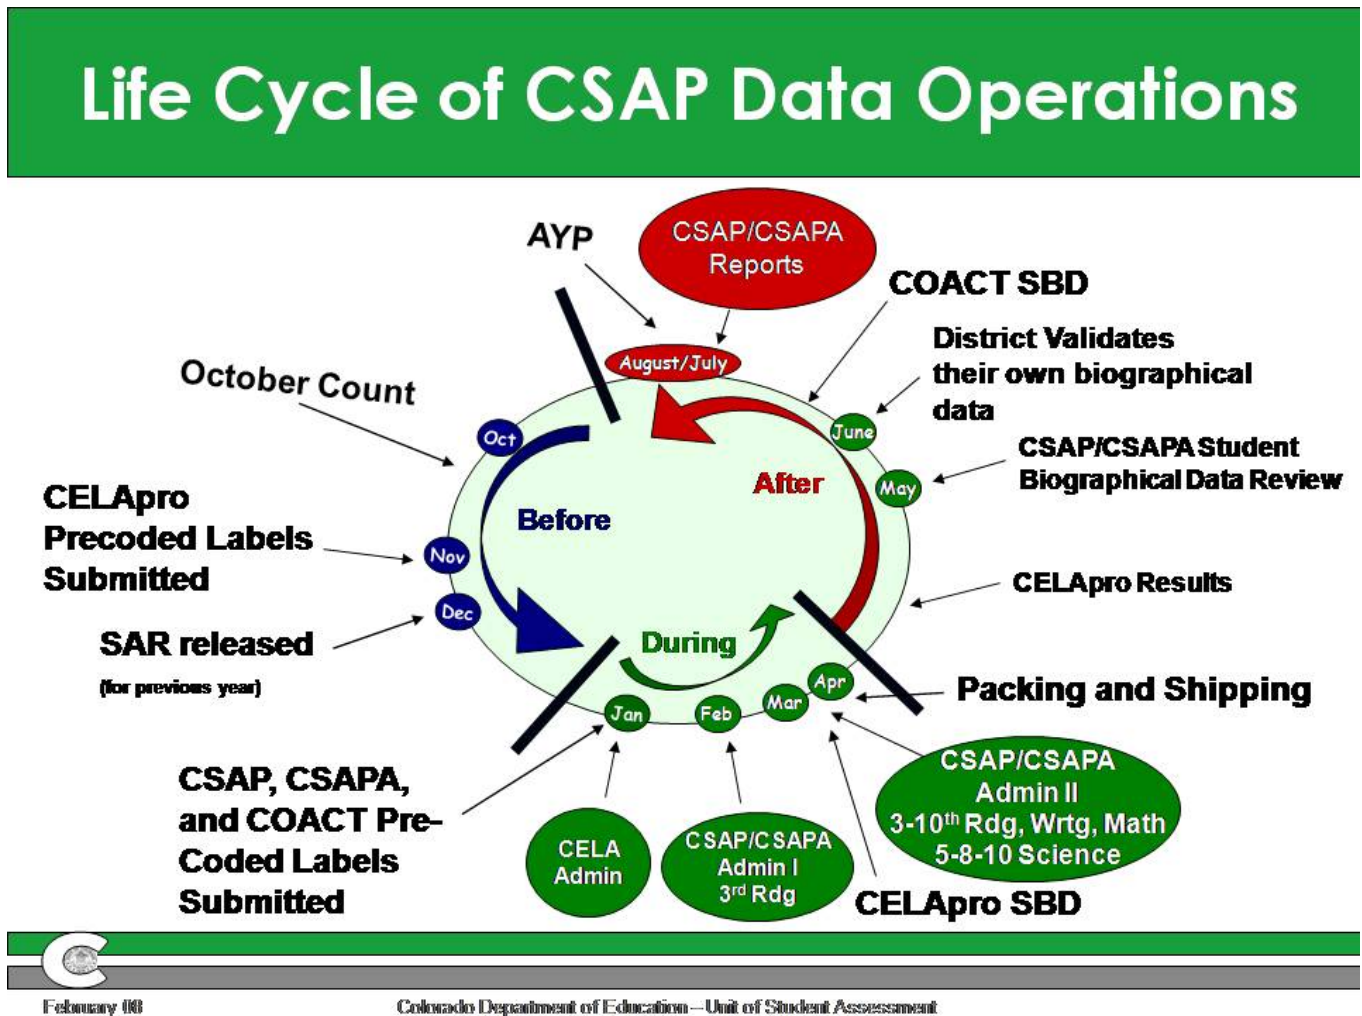 Life Cycle of CSAP Data Operations
AYP
CSAP/CSAPA
Reports
COACT SBD
August/July
District Validates
their own biographical
data
October Count
Oct
June
CSAP/CSAPA Student
Biographical Data Review
After
May
CELApro
Precoded Labels
Submitted
Before
Nov
CELApro Results
Dec
SAR released
(for previous year)
During
Jan
Feb
Mar
Apr
Packing and Shipping
CSAP, CSAPA,
and COACT Pre-
Coded Labels
Submitted
CELA
Admin
CSAP/CSAPA
Admin I
3rd Rdg
CSAP/CSAPA
Admin II
3-10th Rdg, Wrtg, Math
5-8-10 Science
CELApro SBD
C
February 08
Colorado Department of Education – Unit of Student Assessment